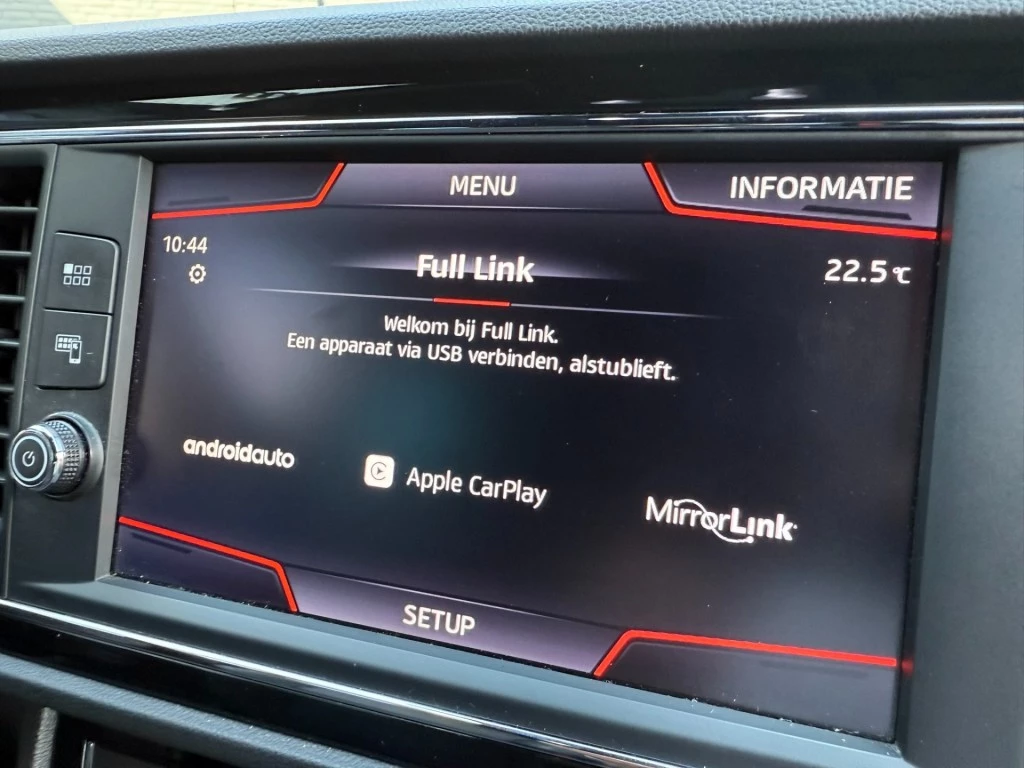 MENU
INFORMATIE
10:44
22.5°C
Full Link
Welkom bij Full Link.
Een apparaat via USB verbinden, alstublieft.
androidauto
Apple CarPlay
MirrorLink
SETUP